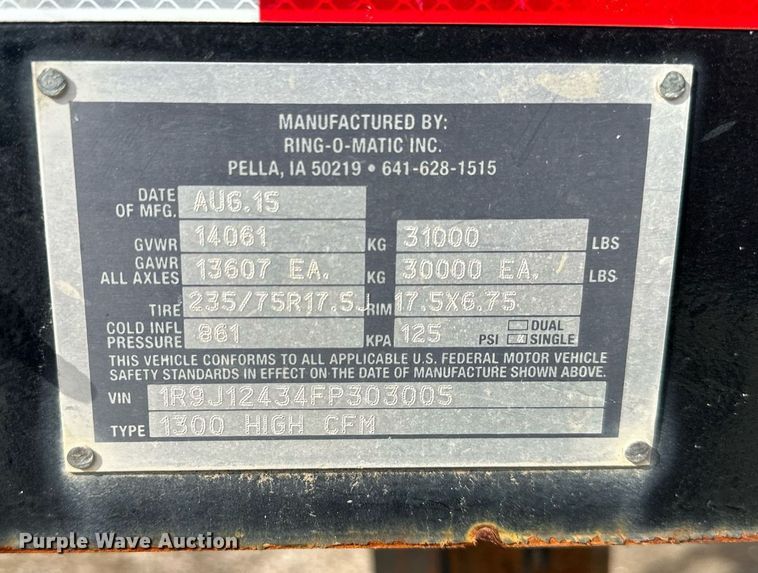 MANUFACTURED BY:
RING-O-MATIC INC.
PELLA, IA 50219 • 641-628-1515
DATE OF MFG. AUG.15
GVWR 14061 KG 31000 LBS
GAWR ALL AXLES 13607 EA. KG 30000 EA. LBS
TIRE 235/75R17.5J RIM 17.5X6.75
COLD INFL PRESSURE 861 KPA 125 PSI DUAL SINGLE
THIS VEHICLE CONFORMS TO ALL APPLICABLE U.S. FEDERAL MOTOR VEHICLE
SAFETY STANDARDS IN EFFECT ON THE DATE OF MANUFACTURE SHOWN ABOVE.
VIN 1R9J12434FP303005
TYPE 1300 HIGH CFM
Purple Wave Auction